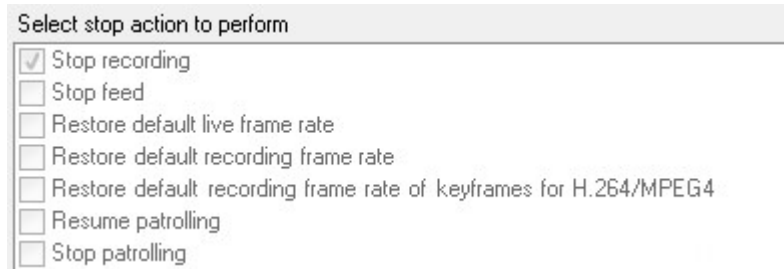 Select stop action to perform
Stop recording
Stop feed
Restore default live frame rate
Restore default recording frame rate
Restore default recording frame rate of keyframes for H.264/MPEG4
Resume patrolling
Stop patrolling